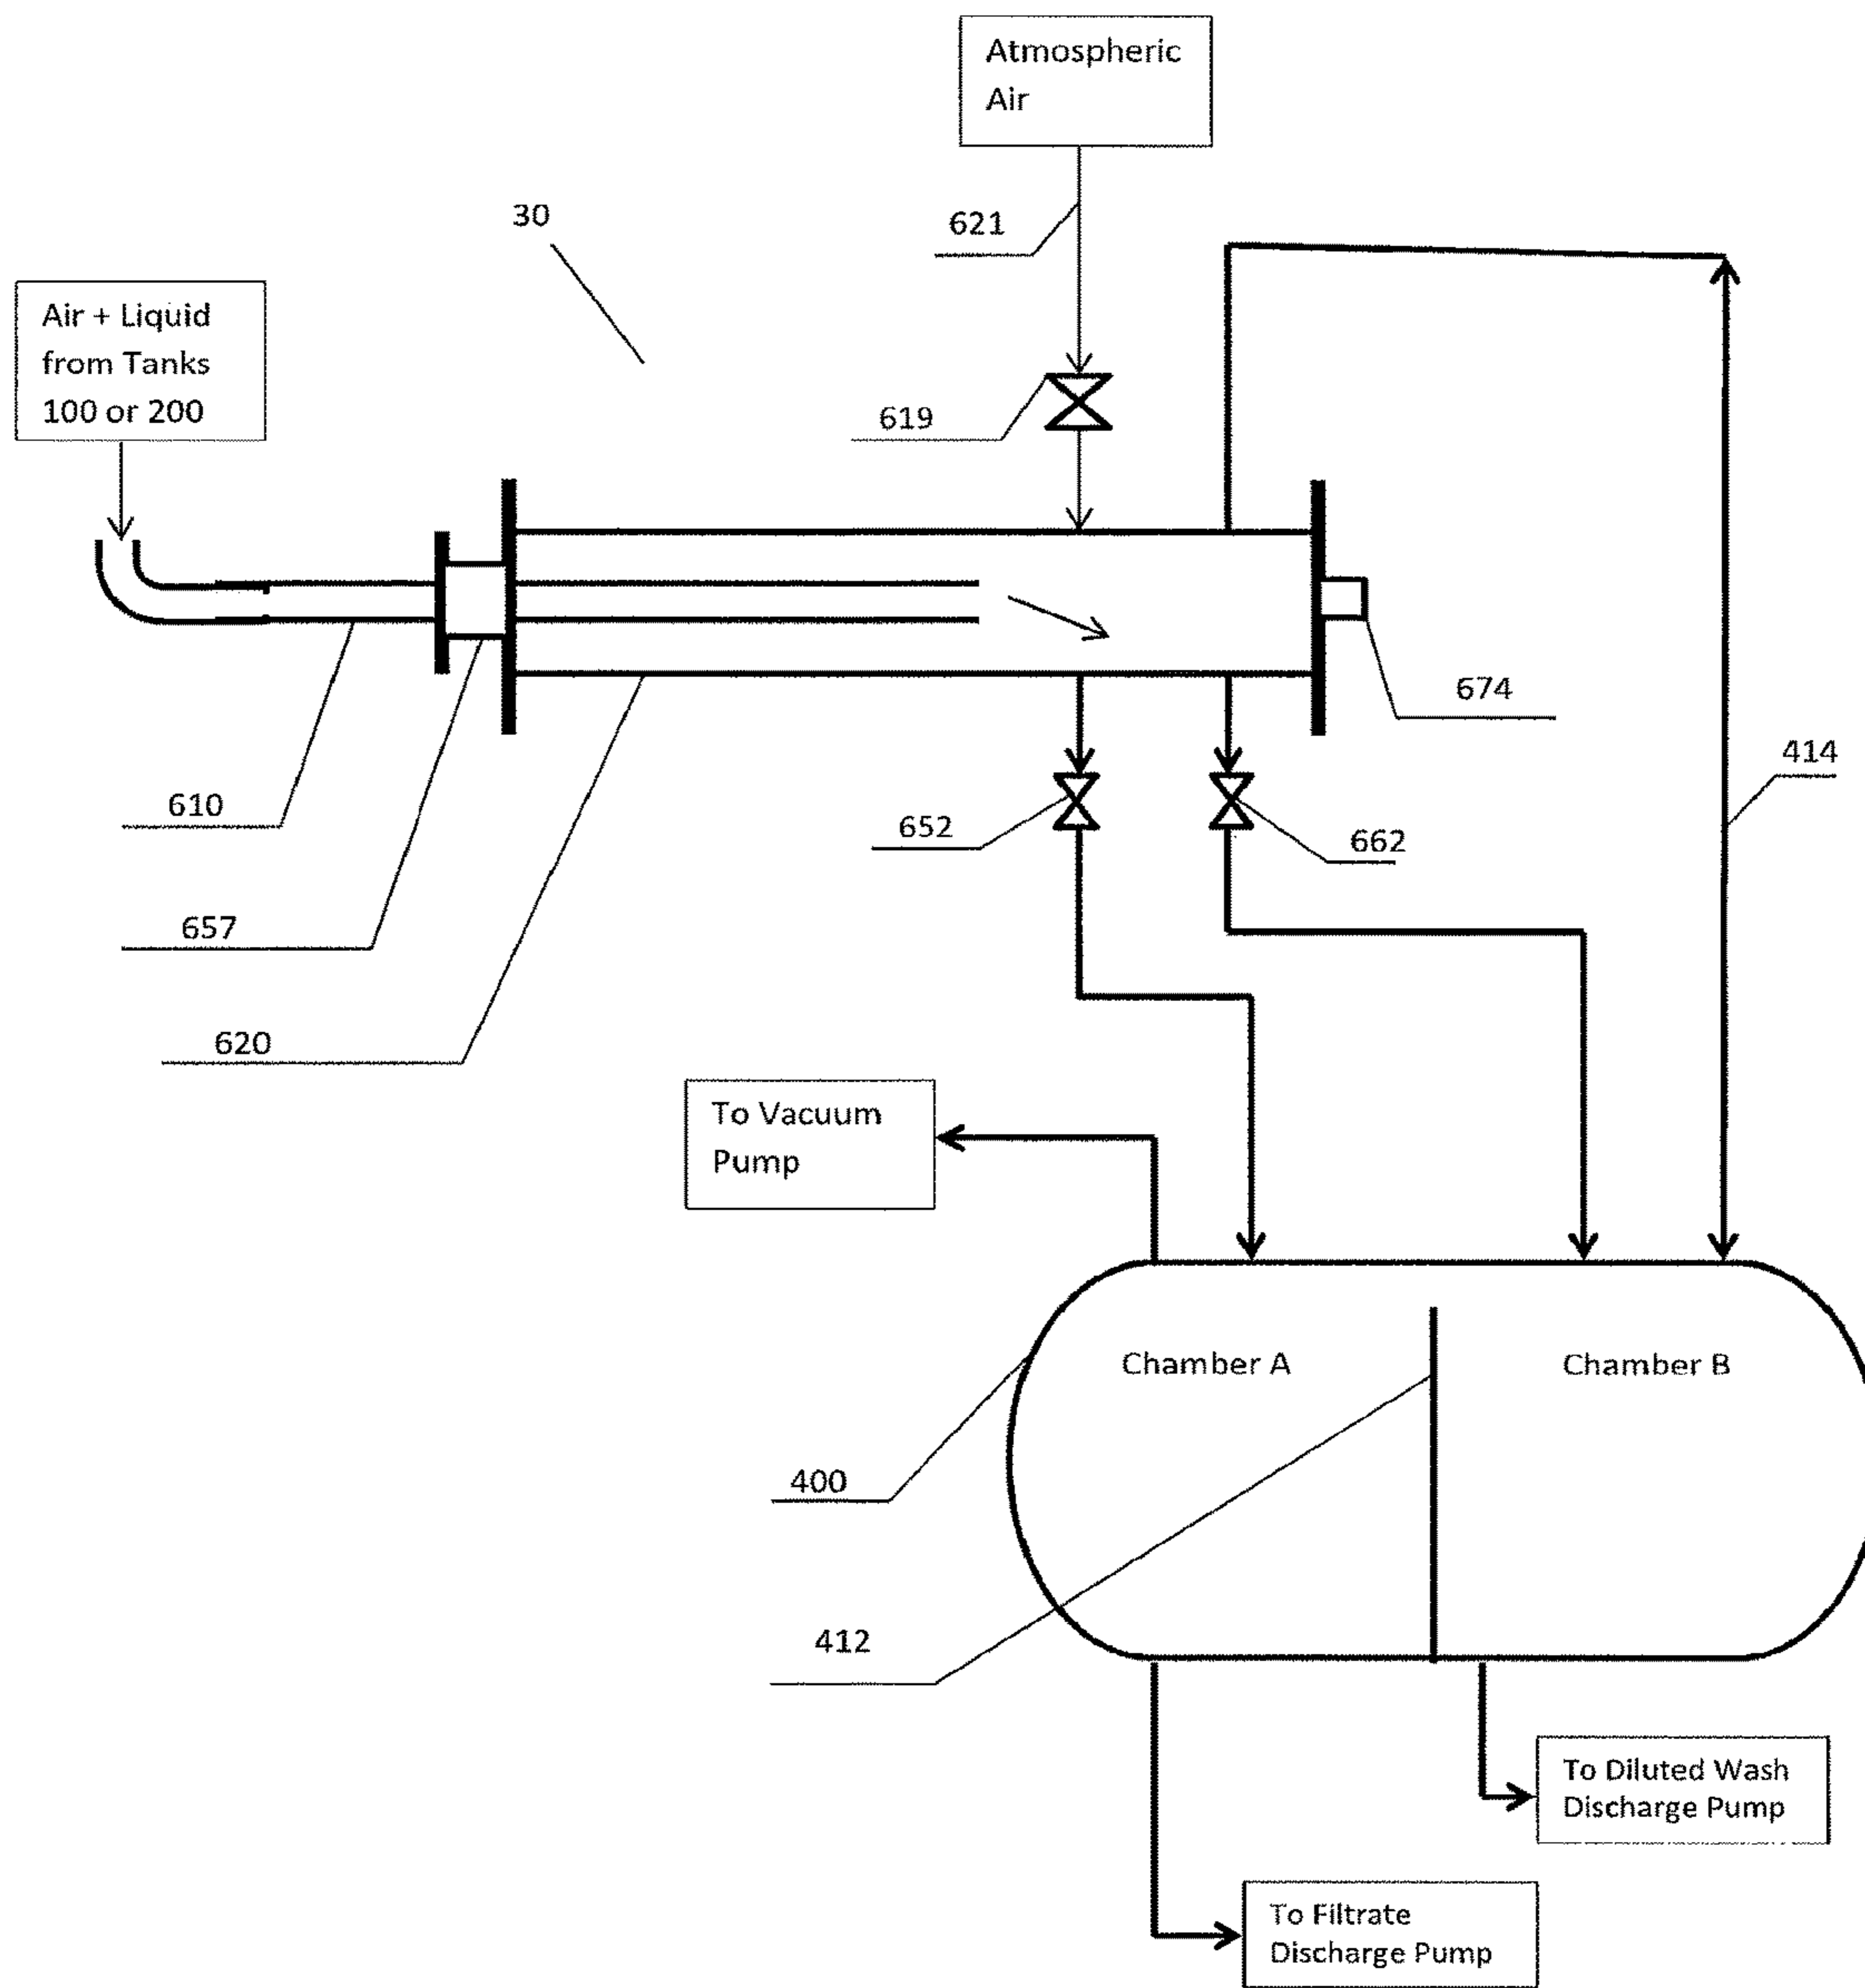 Atmospheric
Air
621
30
Air + Liquid
from Tanks
100 or 200
619
674
414
610
652
662
657
620
To Vacuum
Pump
Chamber A
Chamber B
400
412
To Diluted Wash
Discharge Pump
To Filtrate
Discharge Pump